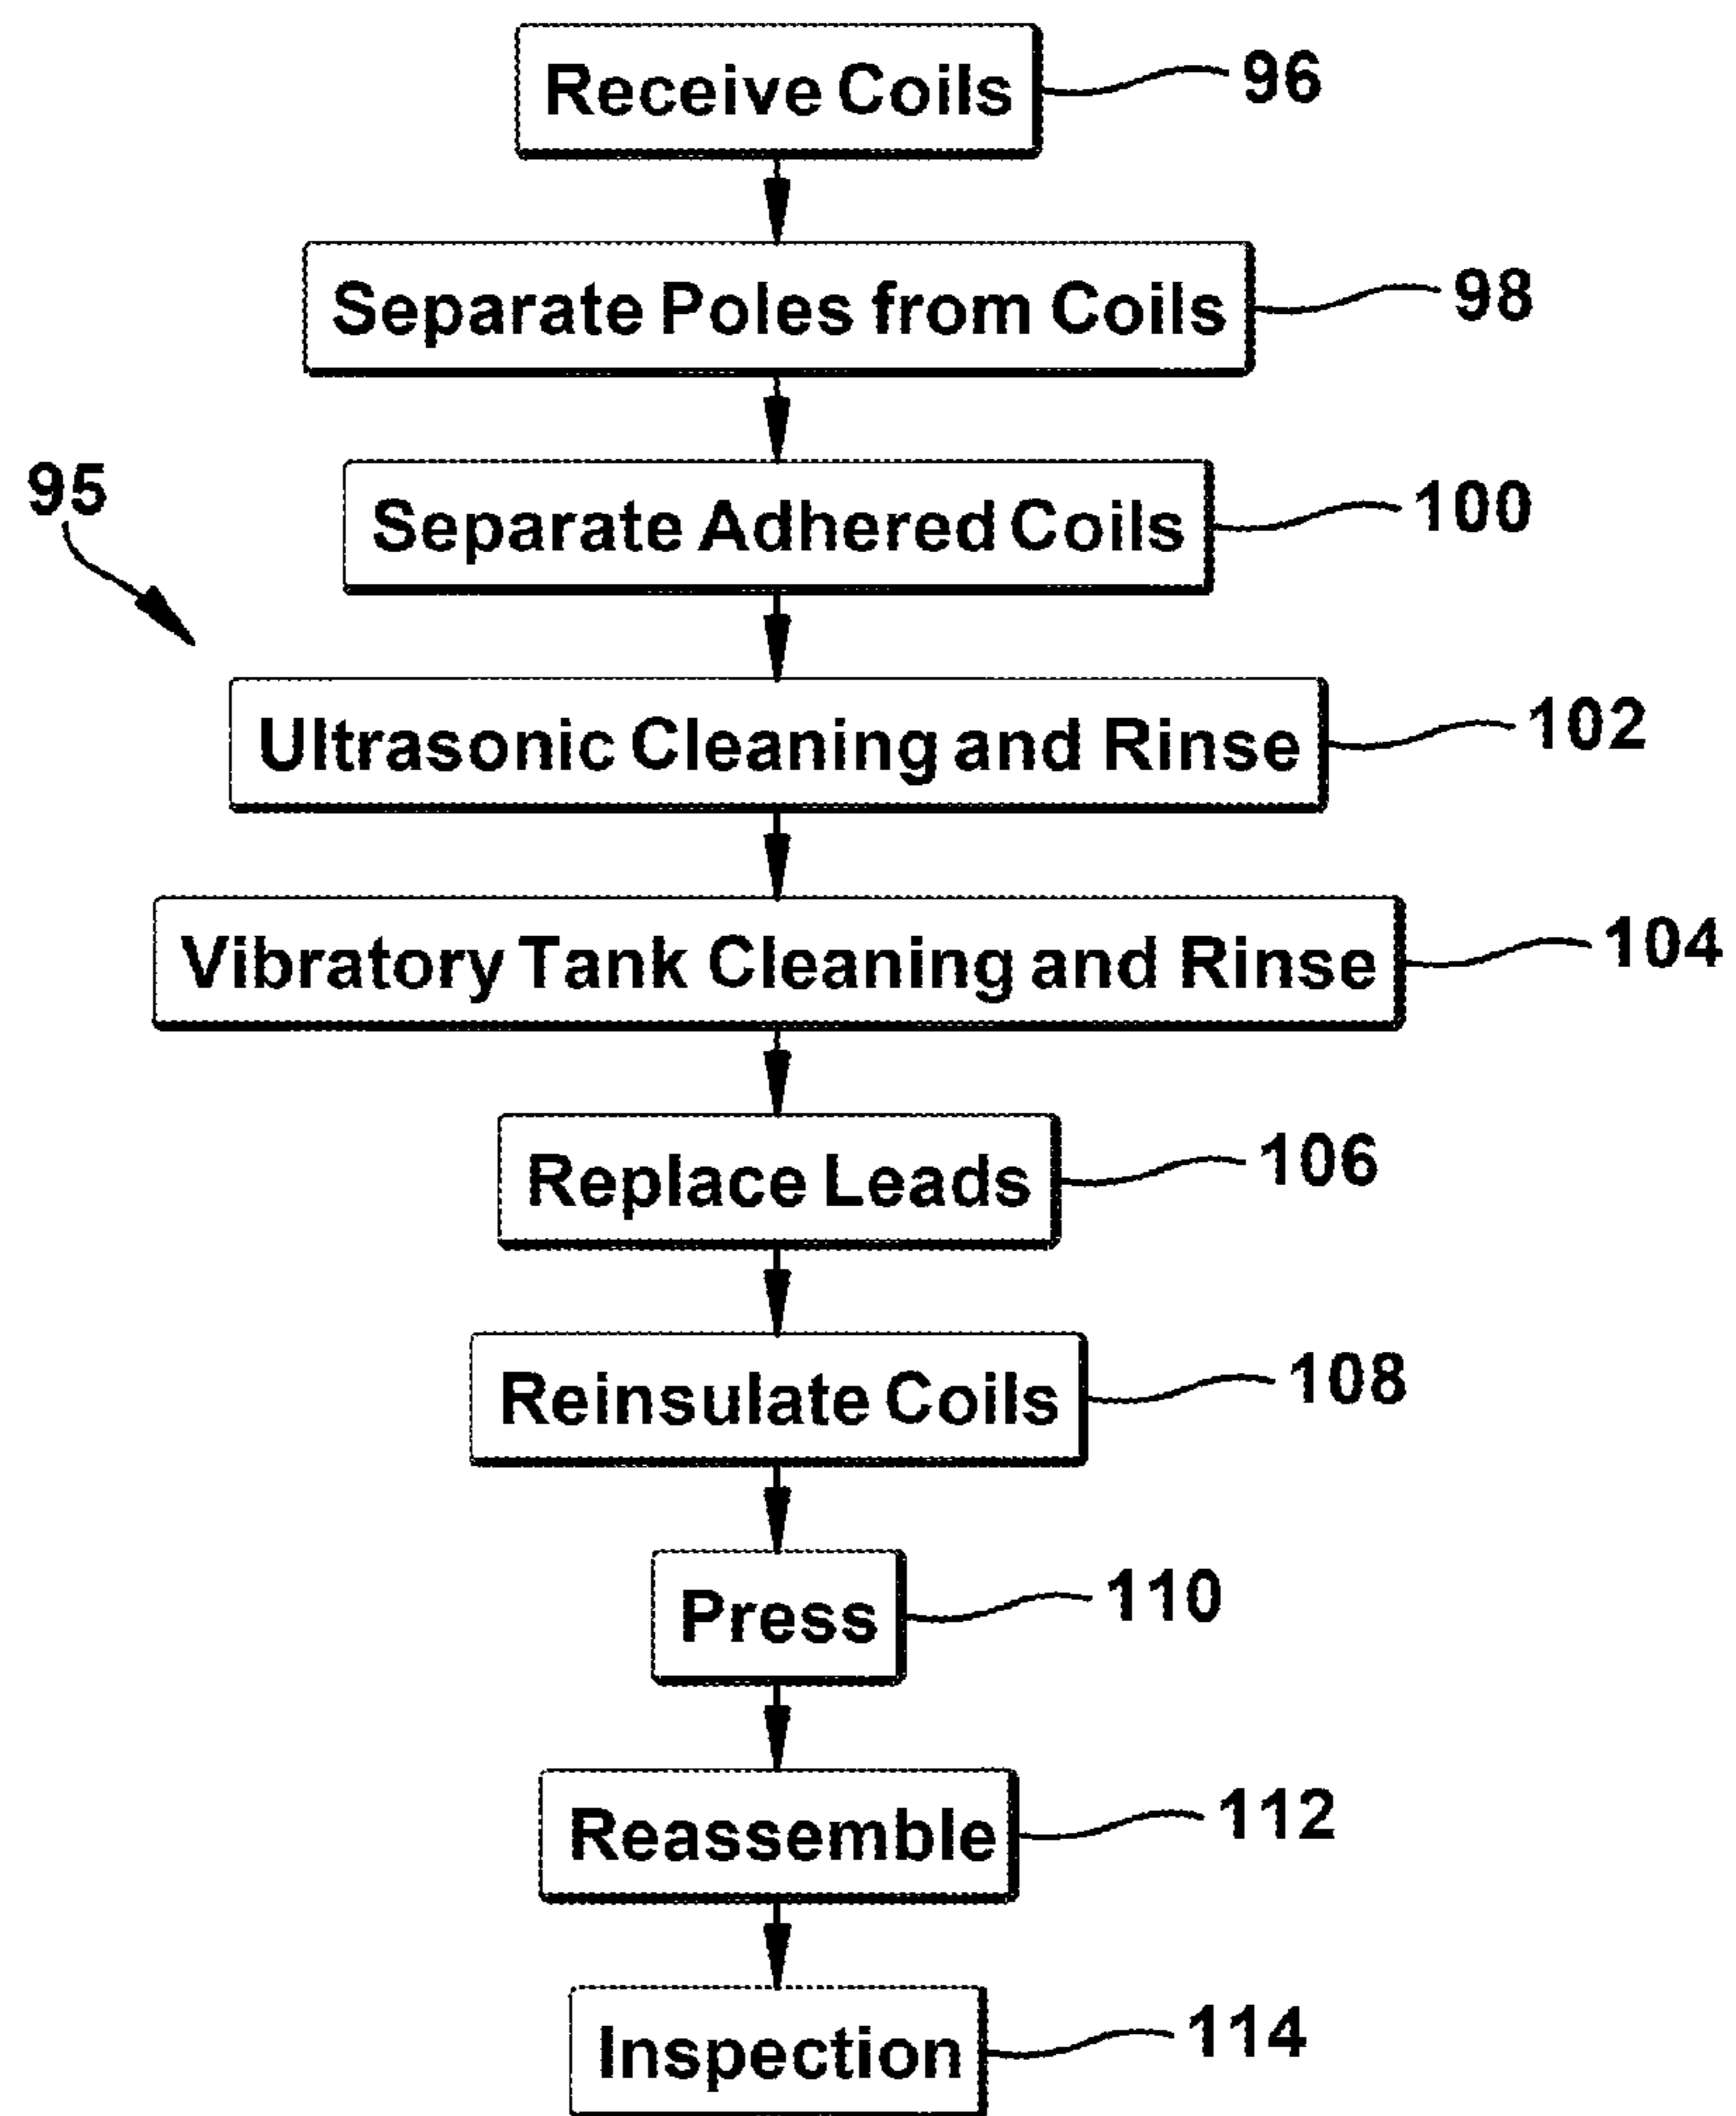 Receive Coils 96
Separate Poles from Coils 98
95
Separate Adhered Coils 100
Ultrasonic Cleaning and Rinse 102
Vibratory Tank Cleaning and Rinse 104
Replace Leads 106
Reinsulate Coils 108
Press 110
Reassemble 112
Inspection 114